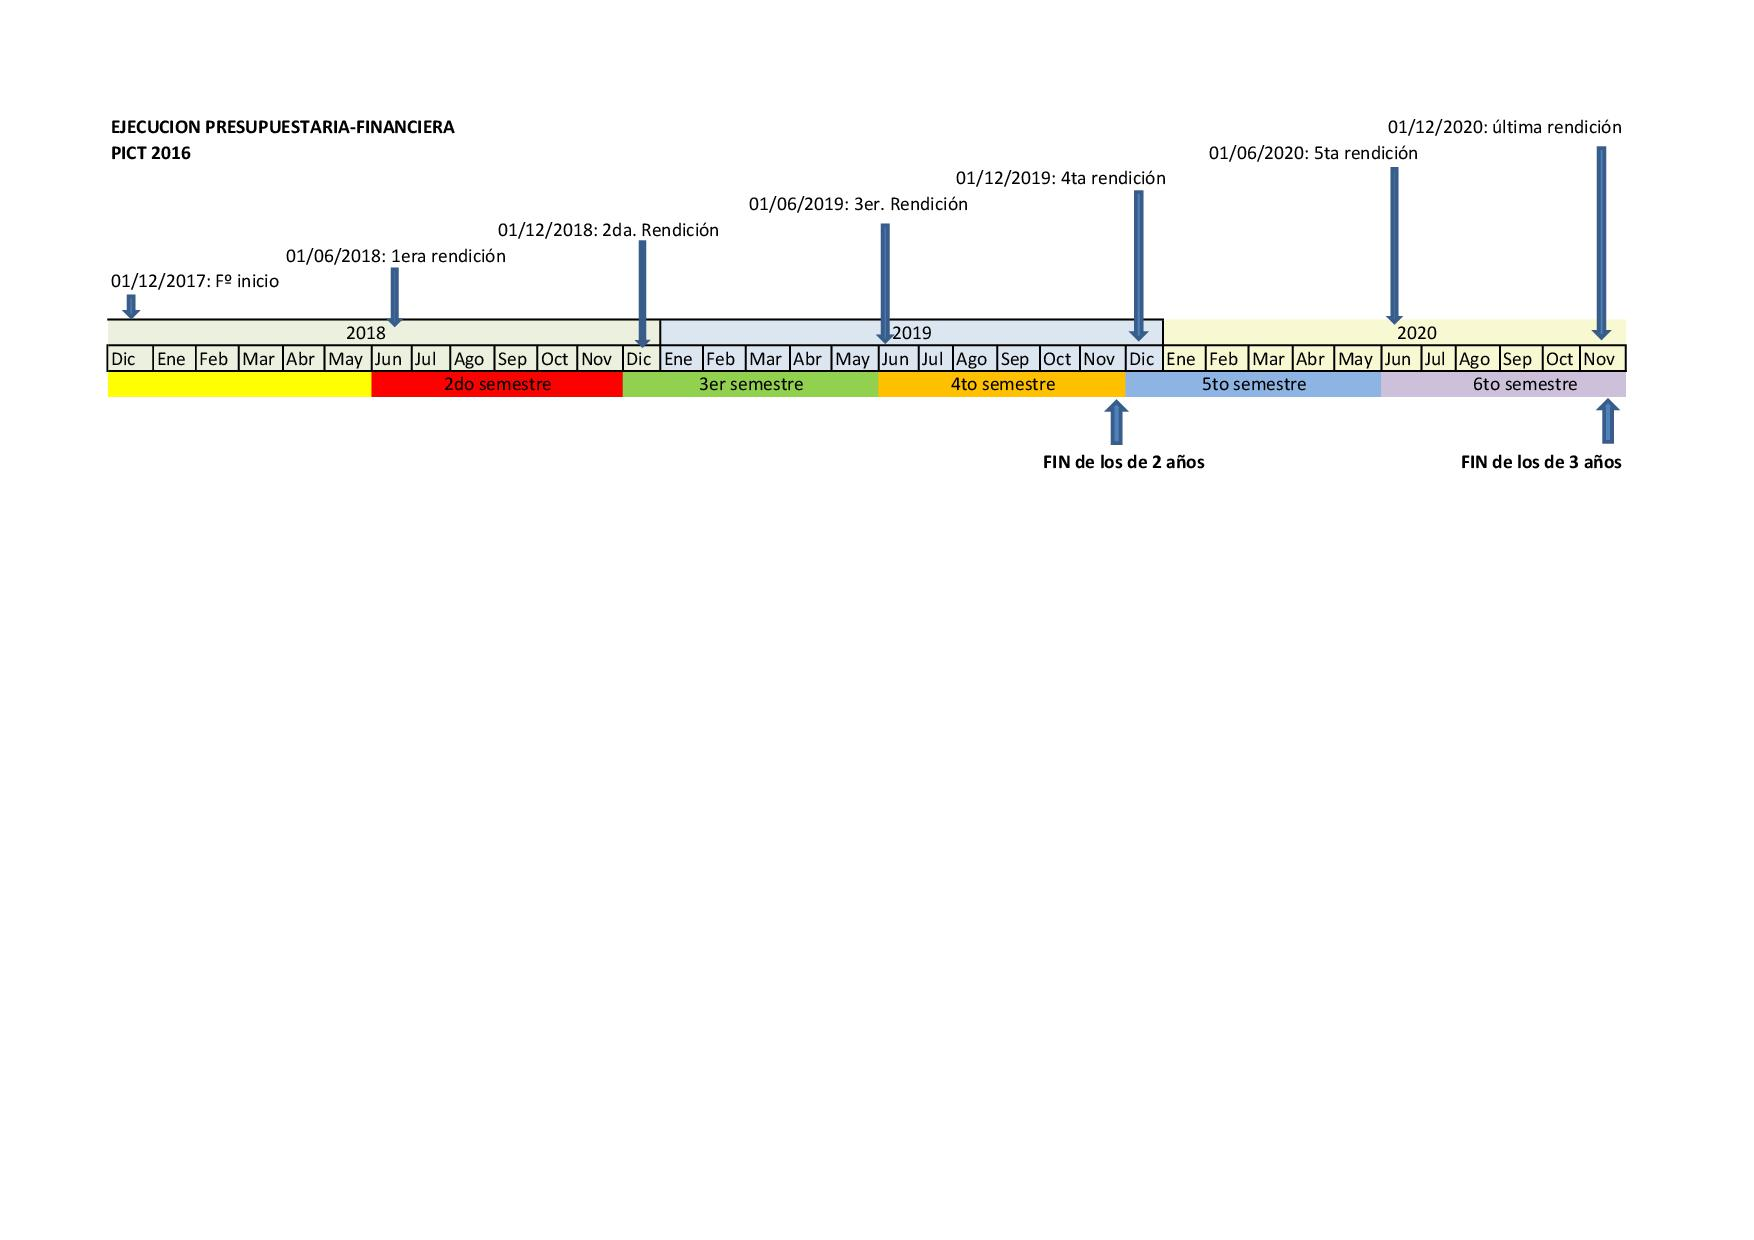 EJECUCION PRESUPUESTARIA-FINANCIERA
01/12/2020: última rendición
PICT 2016
01/06/2020: 5ta rendición
01/12/2019: 4ta rendición
01/06/2019: 3er. Rendición
01/12/2018: 2da. Rendición
01/06/2018: 1era rendición
01/12/2017: Fº inicio
2018 2019 2020
Dic Ene Feb Mar Abr May Jun Jul Ago Sep Oct Nov Dic Ene Feb Mar Abr May Jun Jul Ago Sep Oct Nov Dic Ene Feb Mar Abr May Jun Jul Ago Sep Oct Nov
2do semestre 3er semestre 4to semestre 5to semestre 6to semestre
FIN de los de 2 años FIN de los de 3 años